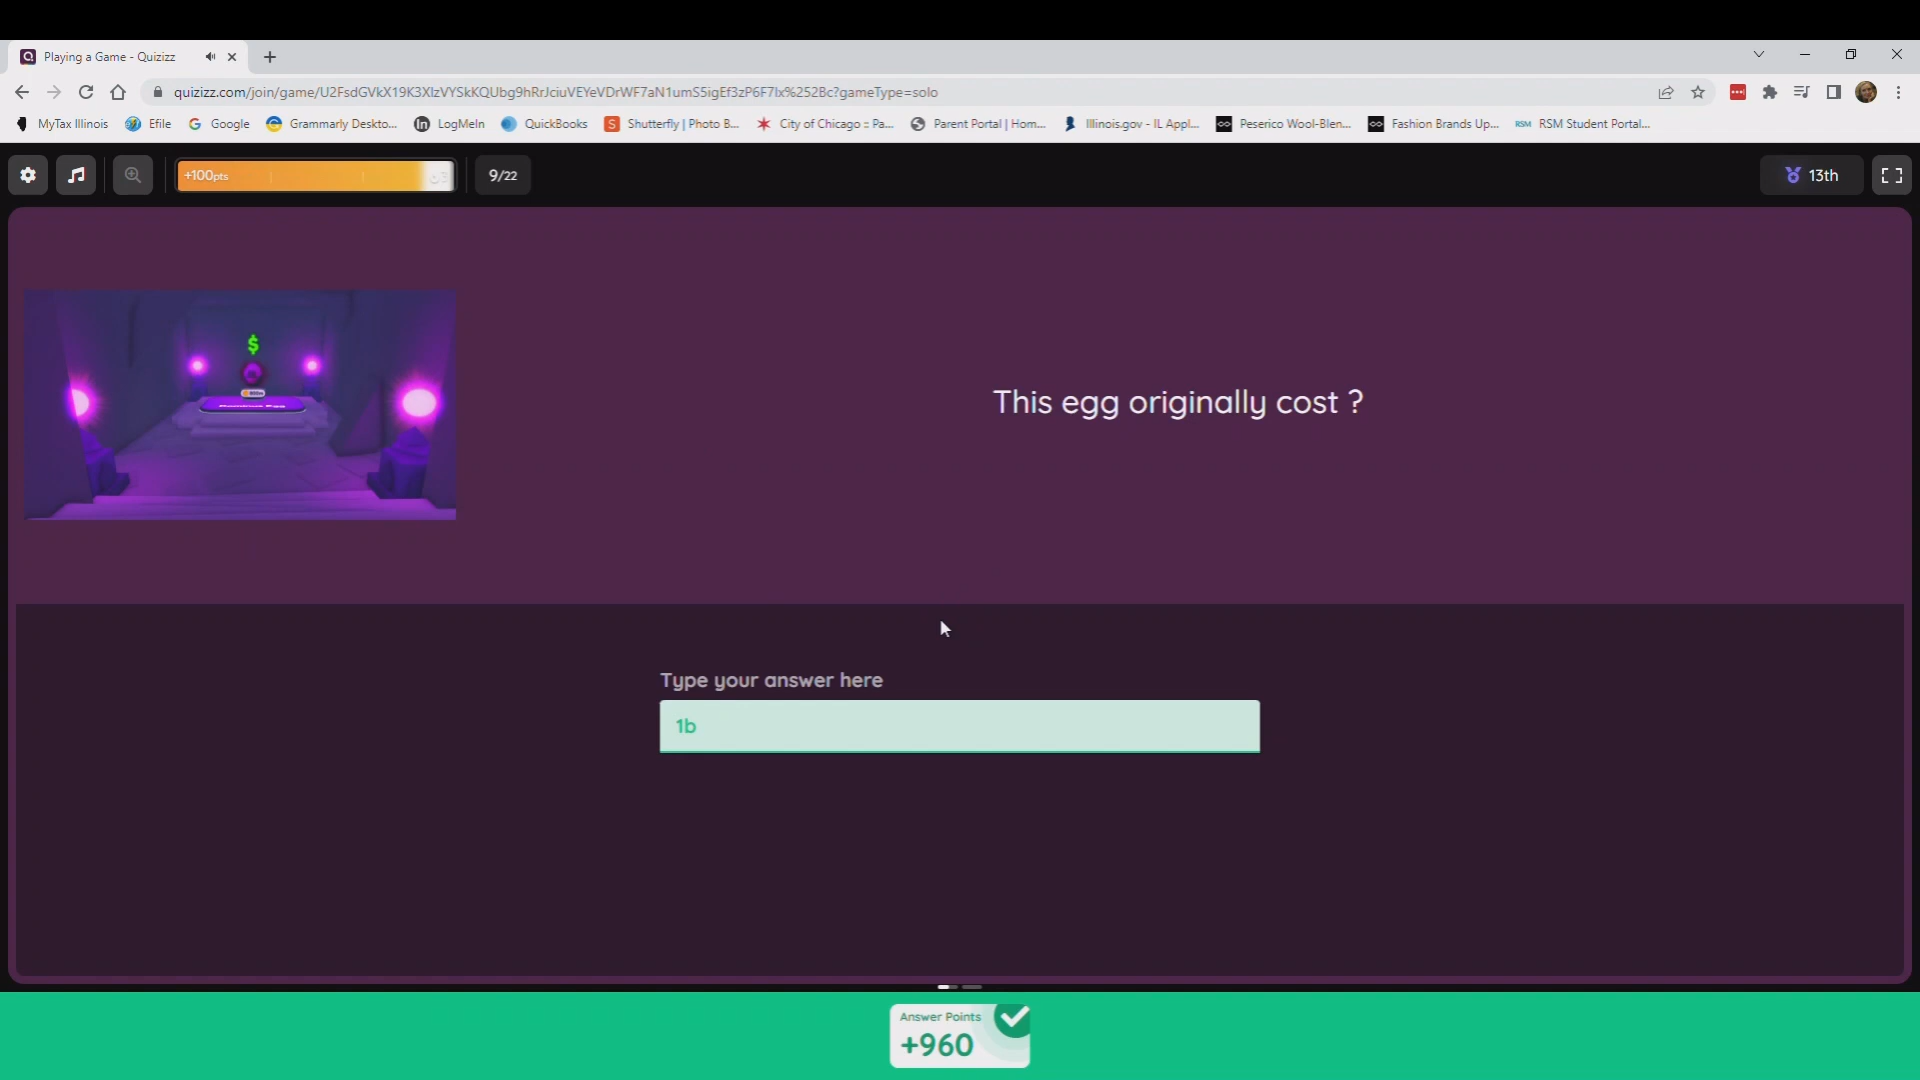 Playing a Game - Quizizz
quizizz.com/join/game/U2FsdGVkX19K3XIzVYSkKQUbg9hRrJciuVEYeVDrWF7aN1umS5igEf3zP6F7Ix%252Bc?gameType=solo
MyTax Illinois Efile Google Grammarly Deskto... LogMeIn QuickBooks Shutterfly | Photo B... City of Chicago :: Pa... Parent Portal | Hom... Illinois.gov - IL Appl... Peserico Wool-Blen... Fashion Brands Up... RSM RSM Student Portal...
+100pts 9/22 13th
$
This egg originally cost ?
Type your answer here
1b
Answer Points
+960